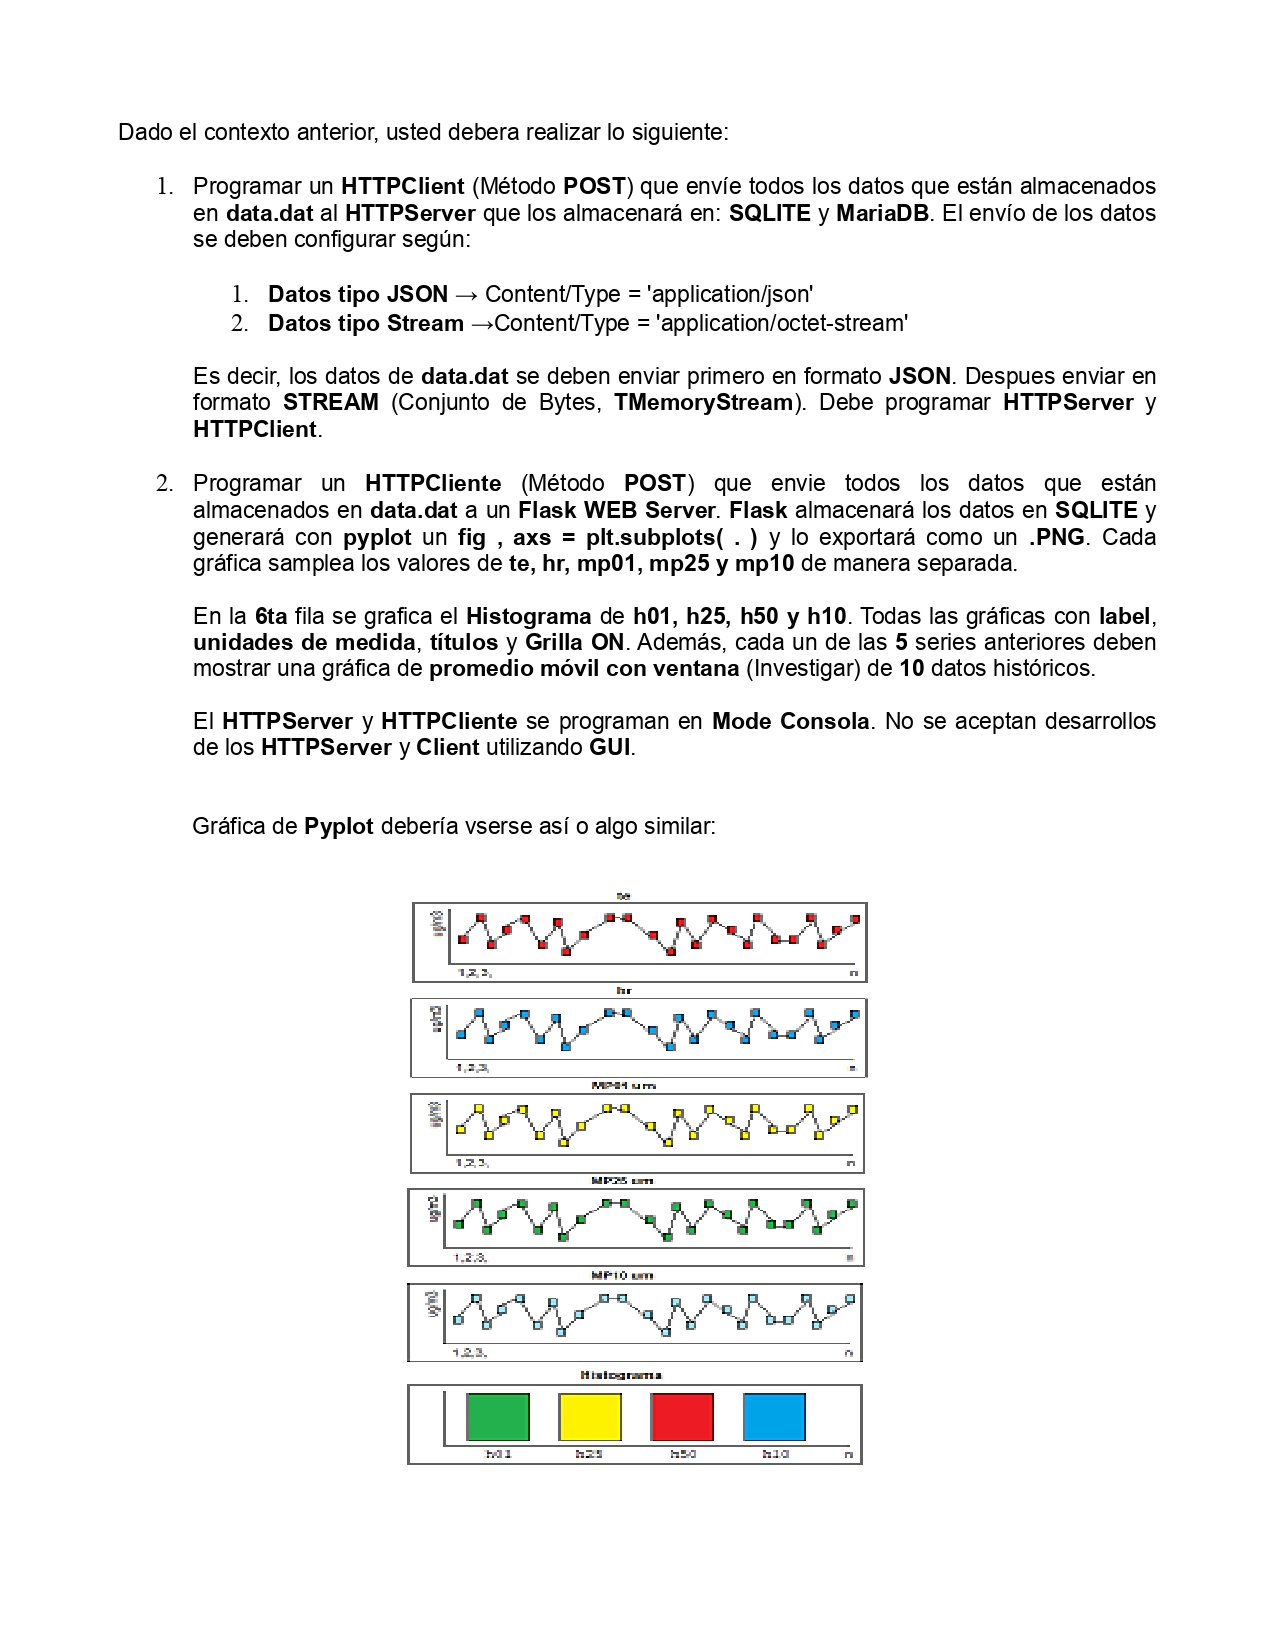 Dado el contexto anterior, usted debera realizar lo siguiente:
1. Programar un HTTPClient (Método POST) que envíe todos los datos que están almacenados
en data.dat al HTTPServer que los almacenará en: SQLITE y MariaDB. El envío de los datos
se deben configurar según:
1. Datos tipo JSON → Content/Type = 'application/json'
2. Datos tipo Stream →Content/Type = 'application/octet-stream'
Es decir, los datos de data.dat se deben enviar primero en formato JSON. Despues enviar en
formato STREAM (Conjunto de Bytes, TMemoryStream). Debe programar HTTPServer y
HTTPClient.
2. Programar un HTTPCliente (Método POST) que envie todos los datos que están
almacenados en data.dat a un Flask WEB Server. Flask almacenará los datos en SQLITE y
generará con pyplot un fig , axs = plt.subplots( . ) y lo exportará como un .PNG. Cada
gráfica samplea los valores de te, hr, mp01, mp25 y mp10 de manera separada.
En la 6ta fila se grafica el Histograma de h01, h25, h50 y h10. Todas las gráficas con label,
unidades de medida, títulos y Grilla ON. Además, cada un de las 5 series anteriores deben
mostrar una gráfica de promedio móvil con ventana (Investigar) de 10 datos históricos.
El HTTPServer y HTTPCliente se programan en Mode Consola. No se aceptan desarrollos
de los HTTPServer y Client utilizando GUI.
Gráfica de Pyplot debería vserse así o algo similar:
te
ug/m3
1,2,3,
n
hr
ug/m3
1,2,3,
n
MP01 um
ug/m3
1,2,3,
n
MP25 um
ug/m3
1,2,3,
n
MP10 um
ug/m3
1,2,3,
n
Histograma
h01 h25 h50 h10 n